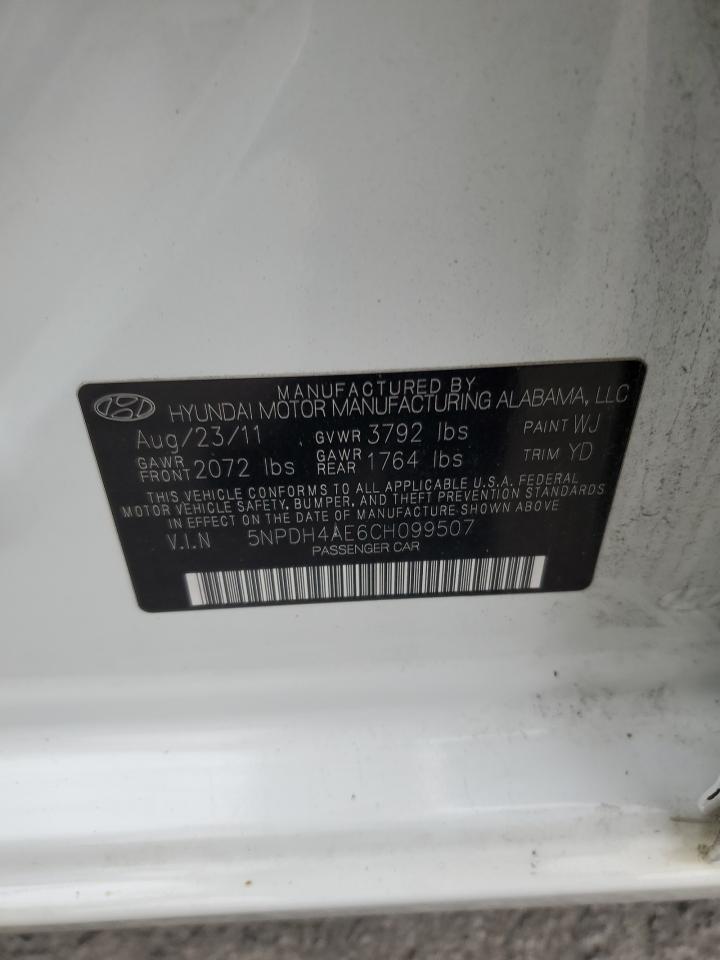 MANUFACTURED BY
HYUNDAI MOTOR MANUFACTURING ALABAMA, LLC
Aug/23/11 GVWR 3792 lbs PAINT WJ
GAWR FRONT 2072 lbs GAWR REAR 1764 lbs TRIM YD
THIS VEHICLE CONFORMS TO ALL APPLICABLE U.S.A. FEDERAL
MOTOR VEHICLE SAFETY, BUMPER, AND THEFT PREVENTION STANDARDS
IN EFFECT ON THE DATE OF MANUFACTURE SHOWN ABOVE
V.I.N 5NPDH4AE6CH099507
PASSENGER CAR